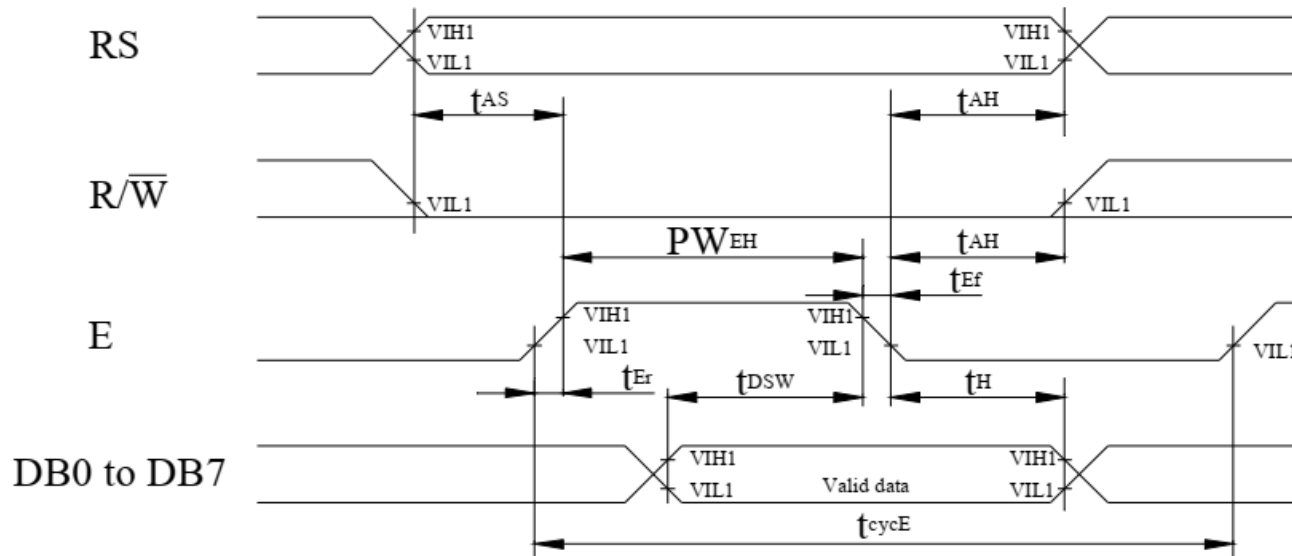 RS
VIH1
VIH1
VIL1
VIL1
tAS
tAH
R/W̅
VIL1
VIL1
PWEH
tAH
tEf
E
VIH1
VIH1
VIL1
VIL1
VIL1
tEr
tDSW
tH
DB0 to DB7
VIH1
VIH1
VIL1
Valid data
VIL1
tcycE